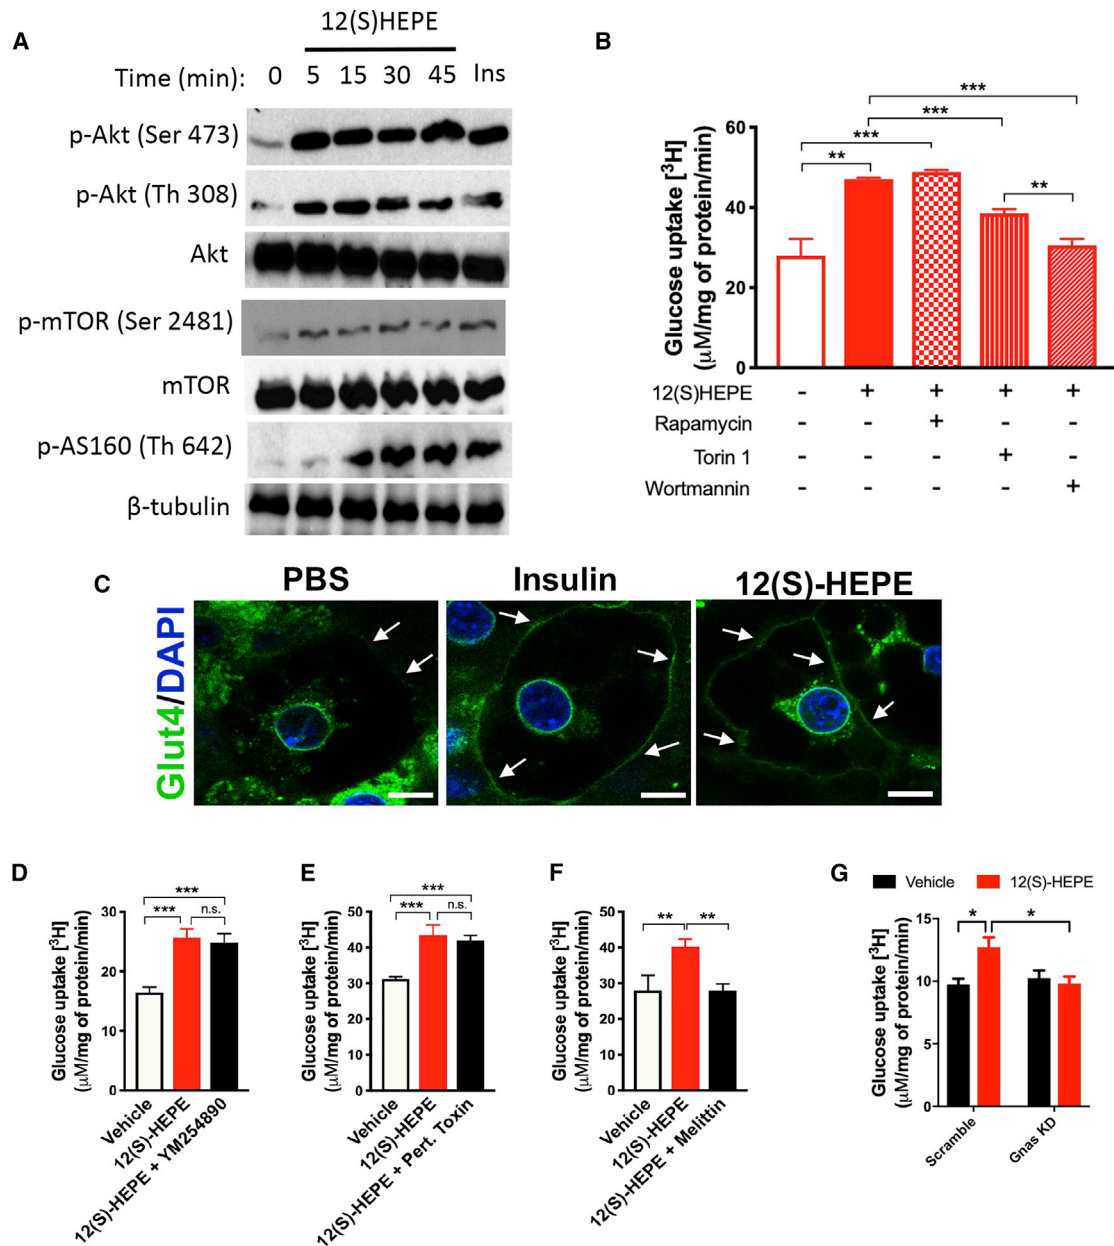 A
12(S)HEPE
Time (min): 0 5 15 30 45 Ins
p-Akt (Ser 473)
p-Akt (Th 308)
Akt
p-mTOR (Ser 2481)
mTOR
p-AS160 (Th 642)
β-tubulin
B
Glucose uptake [³H]
(μM/mg of protein/min)
60
40
20
0
***
***
***
**
**
12(S)HEPE - + + + +
Rapamycin - - + - -
Torin 1 - - - + -
Wortmannin - - - - +
C
Glut4/DAPI
PBS
Insulin
12(S)-HEPE
D
Glucose uptake [³H]
(μM/mg of protein/min)
30
20
10
0
***
***
n.s.
Vehicle
12(S)-HEPE
12(S)-HEPE + YM254890
E
Glucose uptake [³H]
(μM/mg of protein/min)
50
40
30
20
10
0
***
***
n.s.
Vehicle
12(S)-HEPE
12(S)-HEPE + Pert. Toxin
F
Glucose uptake [³H]
(μM/mg of protein/min)
50
40
30
20
10
0
**
**
Vehicle
12(S)-HEPE
12(S)-HEPE + Melittin
G
Vehicle
12(S)-HEPE
Glucose uptake [³H]
(μM/mg of protein/min)
15
10
5
0
*
*
Scramble
Gnas KD